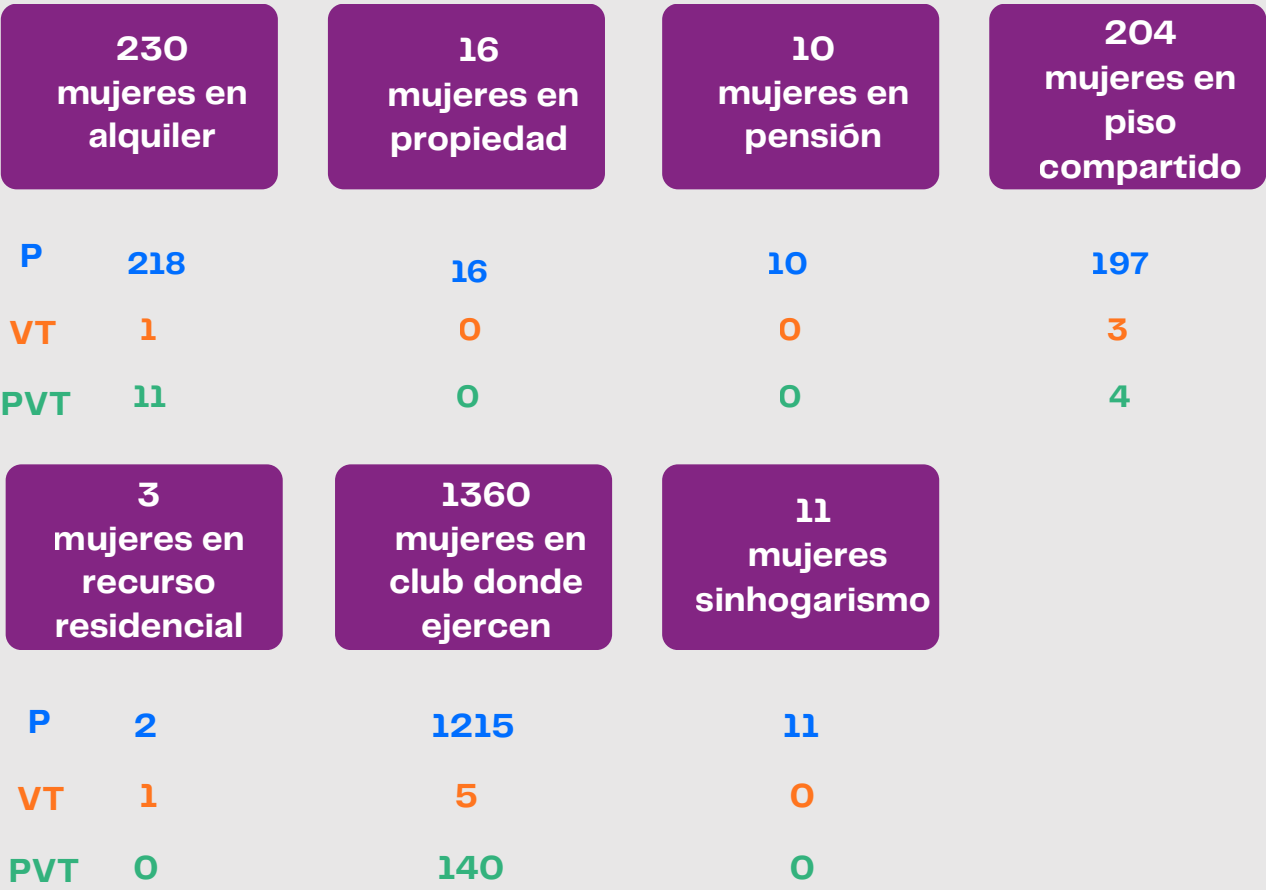 230
mujeres en
alquiler
16
mujeres en
propiedad
10
mujeres en
pensión
204
mujeres en
piso
compartido
P 218 16 10 197
VT 1 0 0 3
PVT 11 0 0 4
3
mujeres en
recurso
residencial
1360
mujeres en
club donde
ejercen
11
mujeres
sinhogarismo
P 2 1215 11
VT 1 5 0
PVT 0 140 0